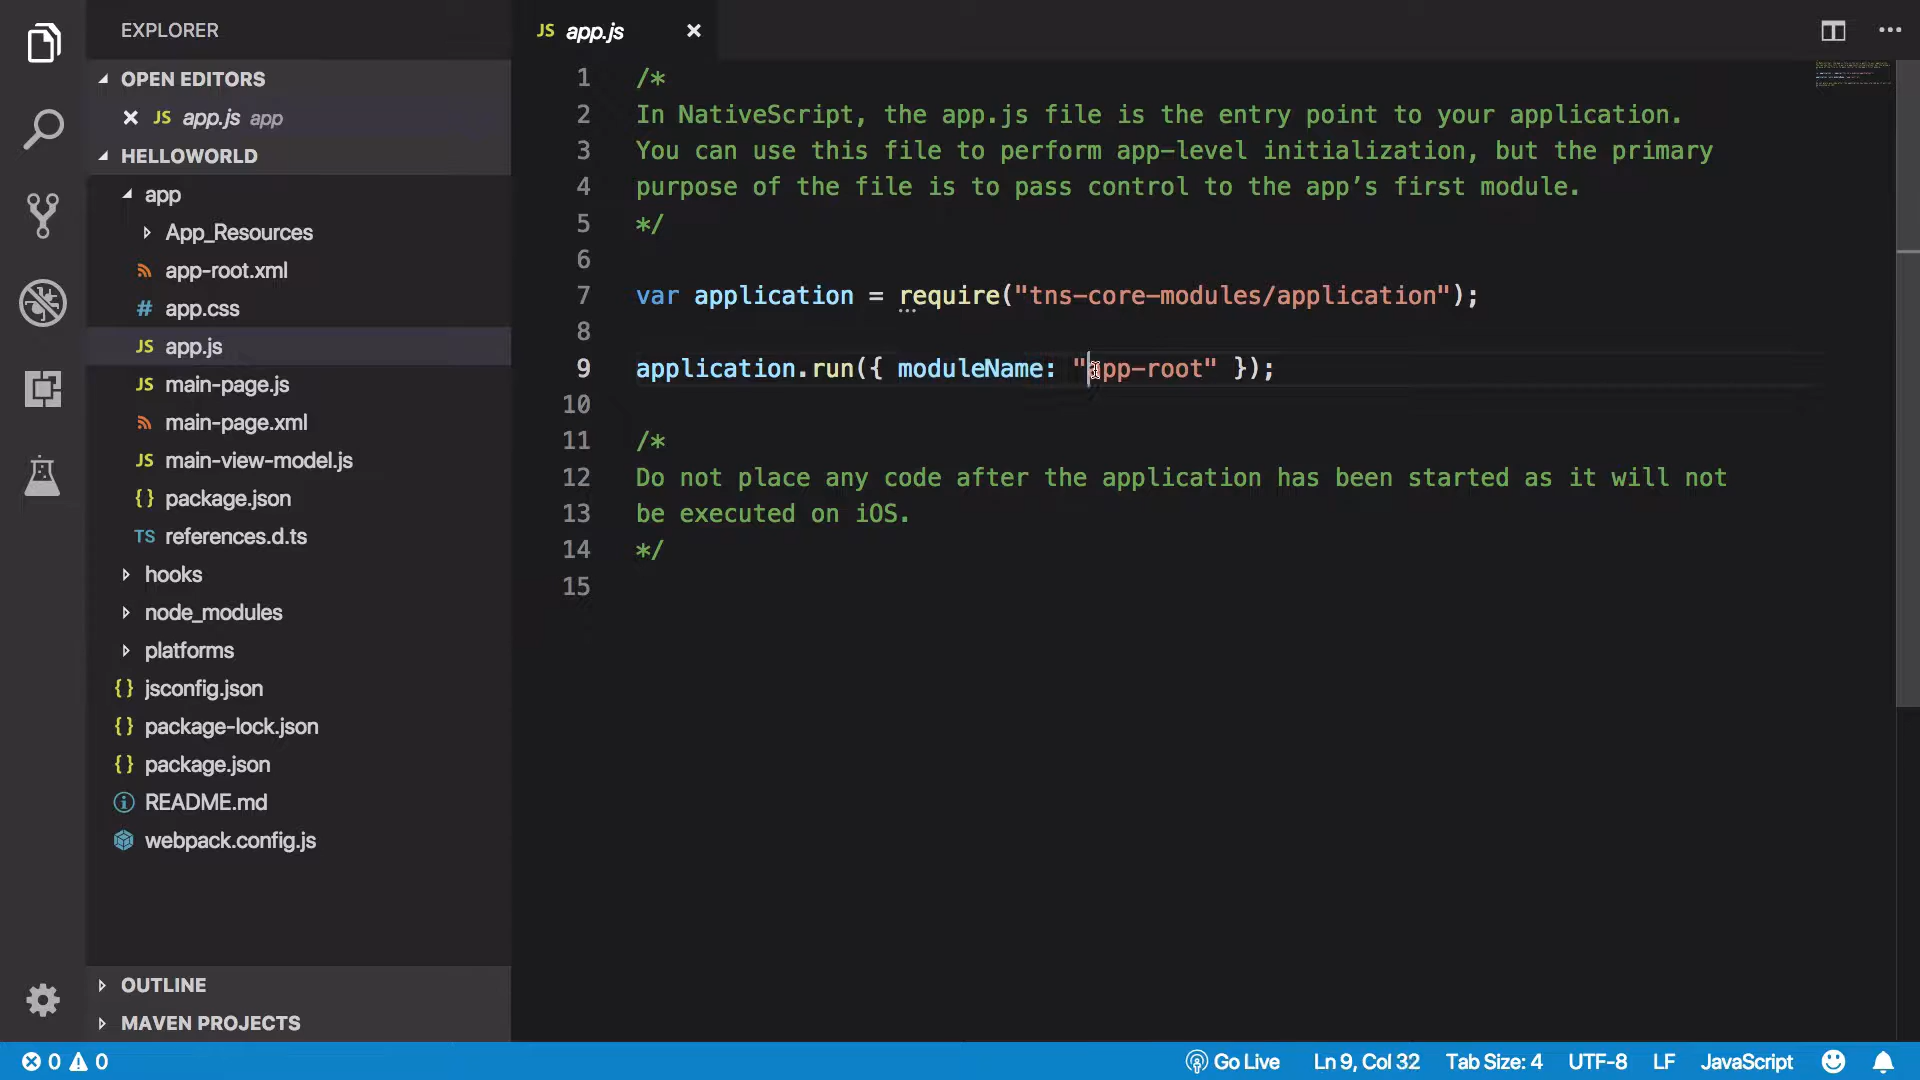 EXPLORER
OPEN EDITORS
JS app.js app
HELLOWORLD
app
App_Resources
app-root.xml
# app.css
JS app.js
JS main-page.js
main-page.xml
JS main-view-model.js
{} package.json
TS references.d.ts
hooks
node_modules
platforms
{} jsconfig.json
{} package-lock.json
{} package.json
README.md
webpack.config.js
OUTLINE
MAVEN PROJECTS
JS app.js
1 /*
2 In NativeScript, the app.js file is the entry point to your application.
3 You can use this file to perform app-level initialization, but the primary
4 purpose of the file is to pass control to the app’s first module.
5 */
6
7 var application = require("tns-core-modules/application");
8
9 application.run({ moduleName: "app-root" });
10
11 /*
12 Do not place any code after the application has been started as it will not
13 be executed on iOS.
14 */
15
0 0 Go Live Ln 9, Col 32 Tab Size: 4 UTF-8 LF JavaScript